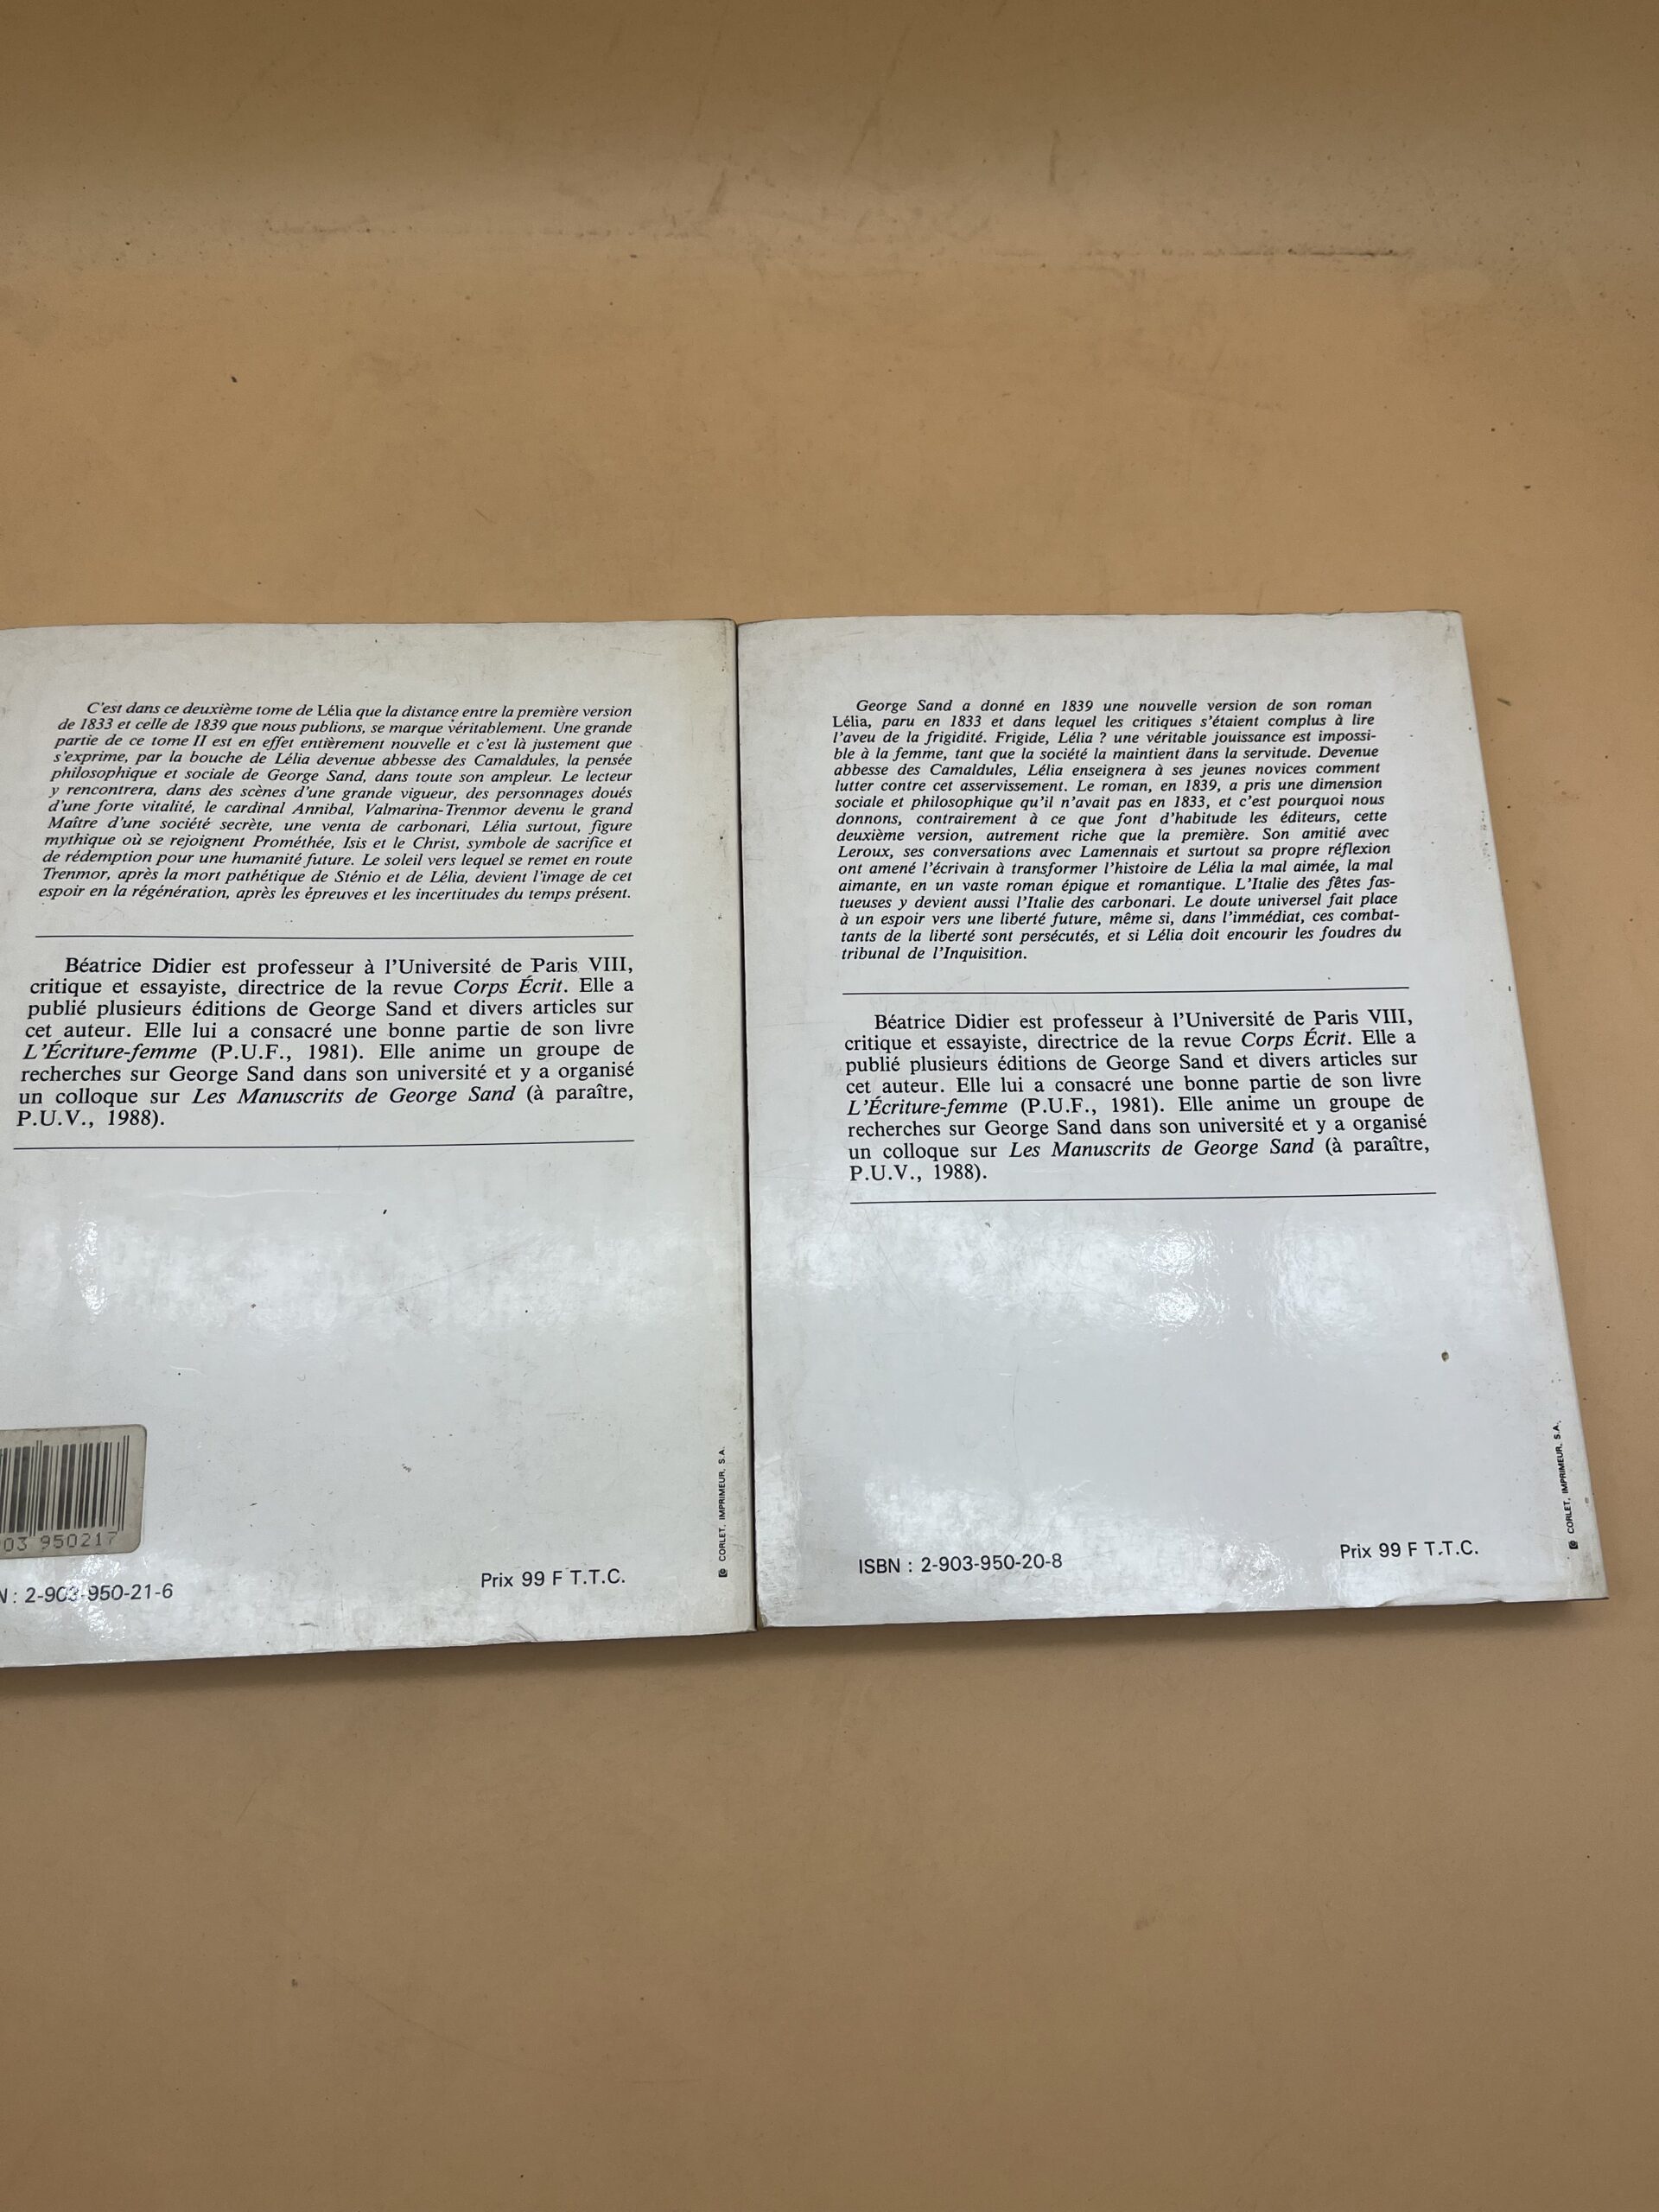 C'est dans ce deuxième tome de Lélia que la distance entre la première version
de 1833 et celle de 1839 que nous publions, se marque véritablement. Une grande
partie de ce tome II est en effet entièrement nouvelle et c'est là justement que
s'exprime, par la bouche de Lélia devenue abbesse des Camaldules, la pensée
philosophique et sociale de George Sand, dans toute son ampleur. Le lecteur
y rencontrera, dans des scènes d'une grande vigueur, des personnages doués
d'une forte vitalité, le cardinal Annibal, Valmarina-Trenmor devenu le grand
Maître d'une société secrète, une venta de carbonari, Lélia surtout, figure
mythique où se rejoignent Prométhée, Isis et le Christ, symbole de sacrifice et
de rédemption pour une humanité future. Le soleil vers lequel se remet en route
Trenmor, après la mort pathétique de Sténio et de Lélia, devient l'image de cet
espoir en la régénération, après les épreuves et les incertitudes du temps présent.
Béatrice Didier est professeur à l'Université de Paris VIII,
critique et essayiste, directrice de la revue Corps Écrit. Elle a
publié plusieurs éditions de George Sand et divers articles sur
cet auteur. Elle lui a consacré une bonne partie de son livre
L'Écriture-femme (P.U.F., 1981). Elle anime un groupe de
recherches sur George Sand dans son université et y a organisé
un colloque sur Les Manuscrits de George Sand (à paraître,
P.U.V., 1988).
03 950217
N : 2-903-950-21-6
Prix 99 F T.T.C.
CORLET, IMPRIMEUR, S.A.
George Sand a donné en 1839 une nouvelle version de son roman
Lélia, paru en 1833 et dans lequel les critiques s'étaient complus à lire
l'aveu de la frigidité. Frigide, Lélia ? une véritable jouissance est impossi-
ble à la femme, tant que la société la maintient dans la servitude. Devenue
abbesse des Camaldules, Lélia enseignera à ses jeunes novices comment
lutter contre cet asservissement. Le roman, en 1839, a pris une dimension
sociale et philosophique qu'il n'avait pas en 1833, et c'est pourquoi nous
donnons, contrairement à ce que font d'habitude les éditeurs, cette
deuxième version, autrement riche que la première. Son amitié avec
Leroux, ses conversations avec Lamennais et surtout sa propre réflexion
ont amené l'écrivain à transformer l'histoire de Lélia la mal aimée, la mal
aimante, en un vaste roman épique et romantique. L'Italie des fêtes fas-
tueuses y devient aussi l'Italie des carbonari. Le doute universel fait place
à un espoir vers une liberté future, même si, dans l'immédiat, ces combat-
tants de la liberté sont persécutés, et si Lélia doit encourir les foudres du
tribunal de l'Inquisition.
Béatrice Didier est professeur à l'Université de Paris VIII,
critique et essayiste, directrice de la revue Corps Écrit. Elle a
publié plusieurs éditions de George Sand et divers articles sur
cet auteur. Elle lui a consacré une bonne partie de son livre
L'Écriture-femme (P.U.F., 1981). Elle anime un groupe de
recherches sur George Sand dans son université et y a organisé
un colloque sur Les Manuscrits de George Sand (à paraître,
P.U.V., 1988).
ISBN : 2-903-950-20-8
Prix 99 F T.T.C.
CORLET, IMPRIMEUR, S.A.